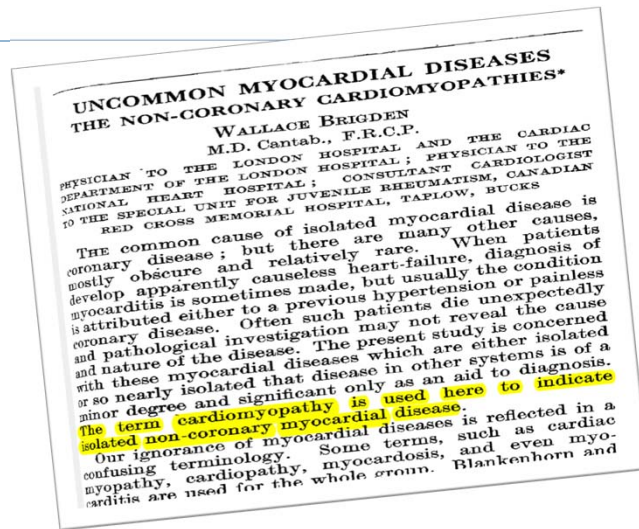 UNCOMMON MYOCARDIAL DISEASES
THE NON-CORONARY CARDIOMYOPATHIES*
WALLACE BRIGDEN
M.D. Cantab., F.R.C.P.
PHYSICIAN TO THE LONDON HOSPITAL AND THE CARDIAC
DEPARTMENT OF THE LONDON HOSPITAL; PHYSICIAN TO THE
NATIONAL HEART HOSPITAL; CONSULTANT CARDIOLOGIST
TO THE SPECIAL UNIT FOR JUVENILE RHEUMATISM, CANADIAN
RED CROSS MEMORIAL HOSPITAL, TAPLOW, BUCKS
THE common cause of isolated myocardial disease is
coronary disease; but there are many other causes,
mostly obscure and relatively rare. When patients
develop apparently causeless heart-failure, diagnosis of
myocarditis is sometimes made, but usually the condition
is attributed either to a previous hypertension or painless
coronary disease. Often such patients die unexpectedly
and pathological investigation may not reveal the cause
and nature of the disease. The present study is concerned
with these myocardial diseases which are either isolated
or so nearly isolated that disease in other systems is of a
minor degree and significant only as an aid to diagnosis.
The term cardiomyopathy is used here to indicate
isolated non-coronary myocardial disease.
Our ignorance of myocardial diseases is reflected in a
confusing terminology. Some terms, such as cardiac
myopathy, cardiopathy, myocardosis, and even myo-
carditis are used for the whole group. Blankenhorn and